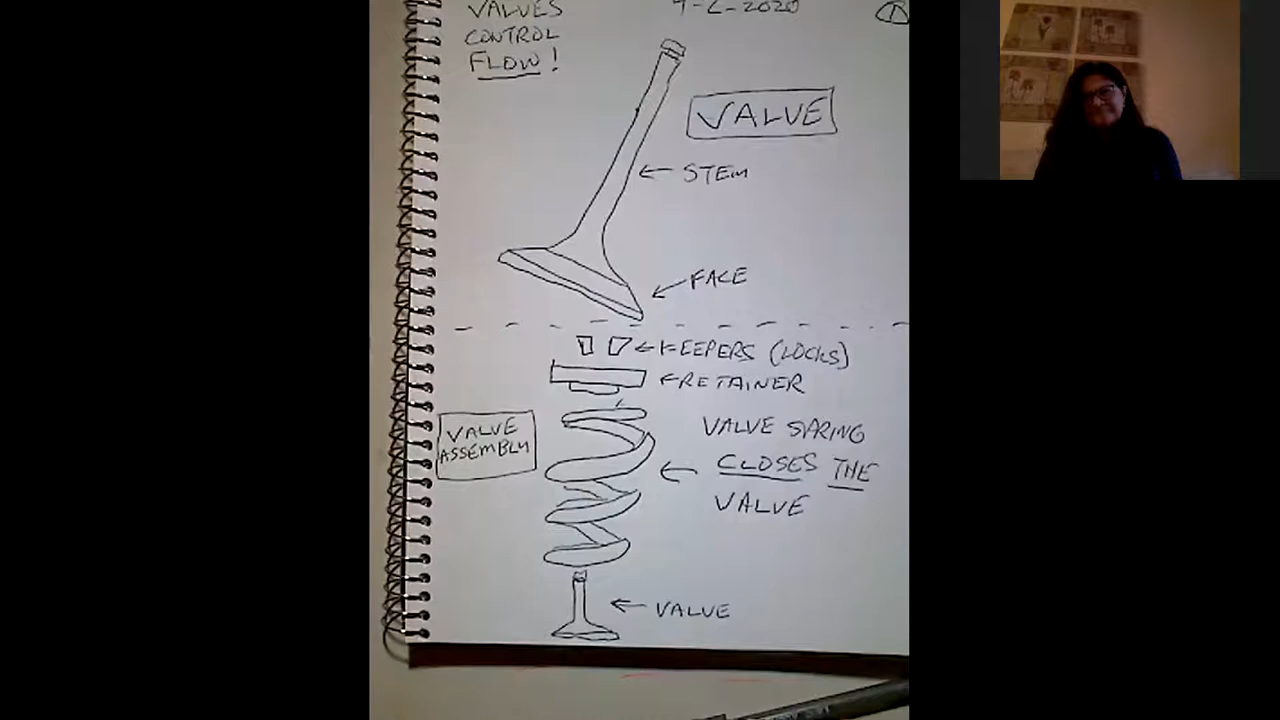 VALVES
CONTROL
FLOW!
VALVE
STEM
FACE
KEEPERS (LOCKS)
RETAINER
VALVE
ASSEMBLY
VALVE SPRING
CLOSES THE
VALVE
VALVE